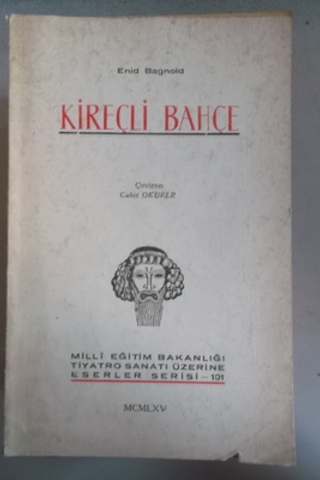 Enid Bagnold
KİREÇLİ BAHÇE
Çeviren
Cahit OKURER
MİLLÎ EĞİTİM BAKANLIĞI
TİYATRO SANATI ÜZERİNE
ESERLER SERİSİ — 101
MCMLXV